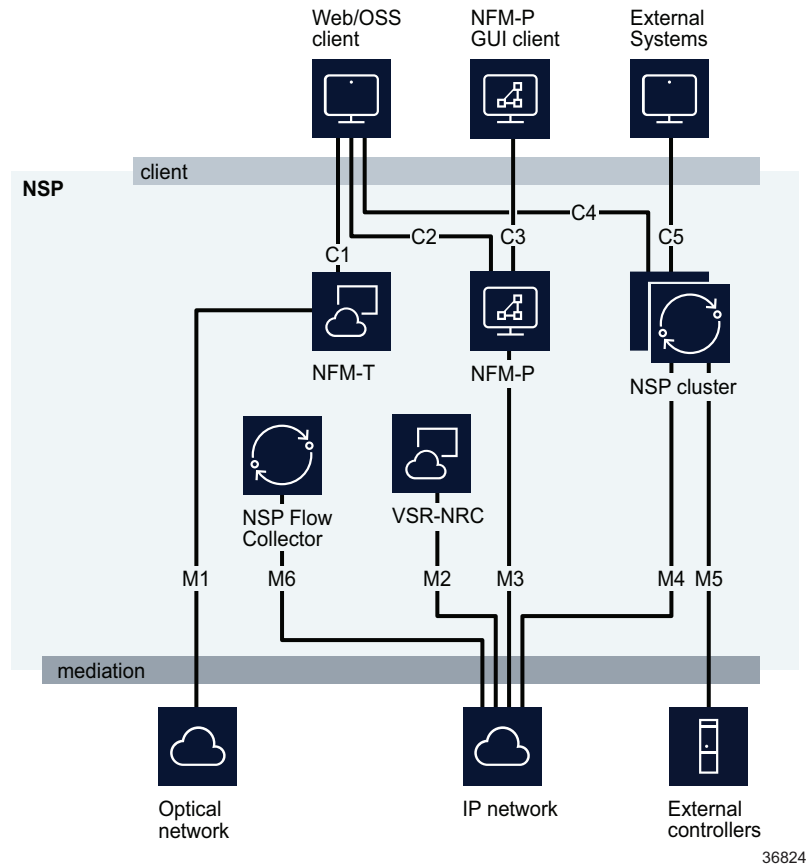 Web/OSS
client
NFM-P
GUI client
External
Systems
client
NSP
C4
C2
C3
C5
C1
NFM-T
NFM-P
NSP cluster
NSP Flow
Collector
VSR-NRC
M1
M6
M2
M3
M4
M5
mediation
Optical
network
IP network
External
controllers
36824